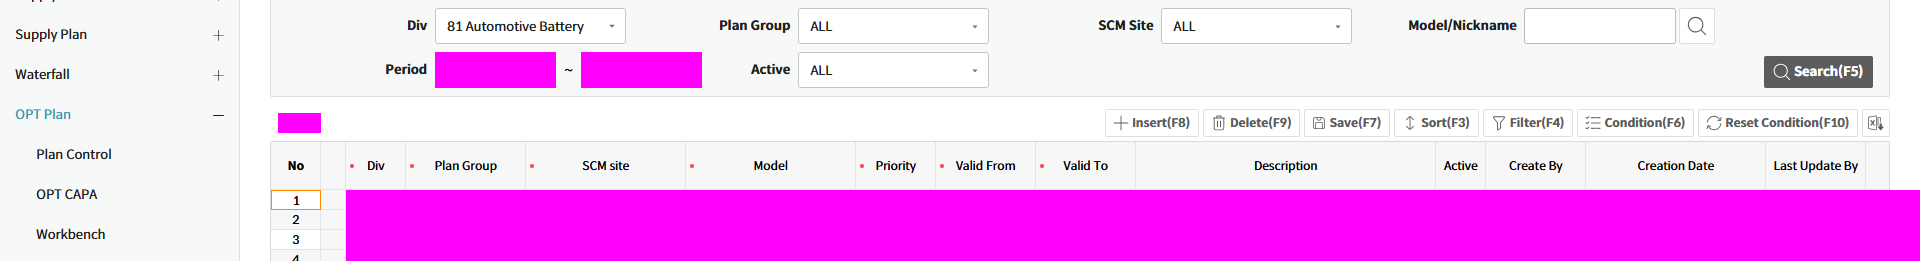 Div 81 Automotive Battery Plan Group ALL SCM Site ALL Model/Nickname
Supply Plan
Period ~ Active ALL Search(F5)
Waterfall
OPT Plan
Insert(F8) Delete(F9) Save(F7) Sort(F3) Filter(F4) Condition(F6) Reset Condition(F10)
Plan Control
No Div Plan Group SCM site Model Priority Valid From Valid To Description Active Create By Creation Date Last Update By
OPT CAPA
1
2
Workbench
3